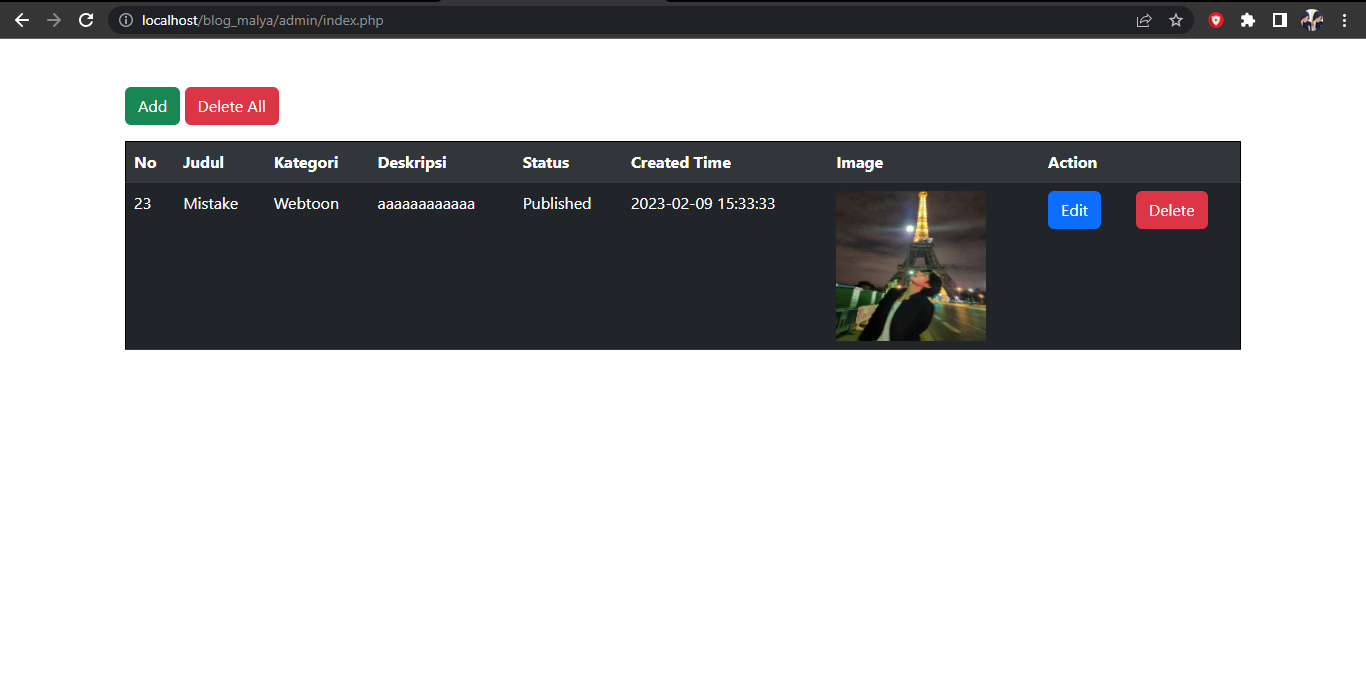 localhost/blog_malya/admin/index.php
Add Delete All
No Judul Kategori Deskripsi Status Created Time Image Action
23 Mistake Webtoon aaaaaaaaaaaa Published 2023-02-09 15:33:33 Edit Delete